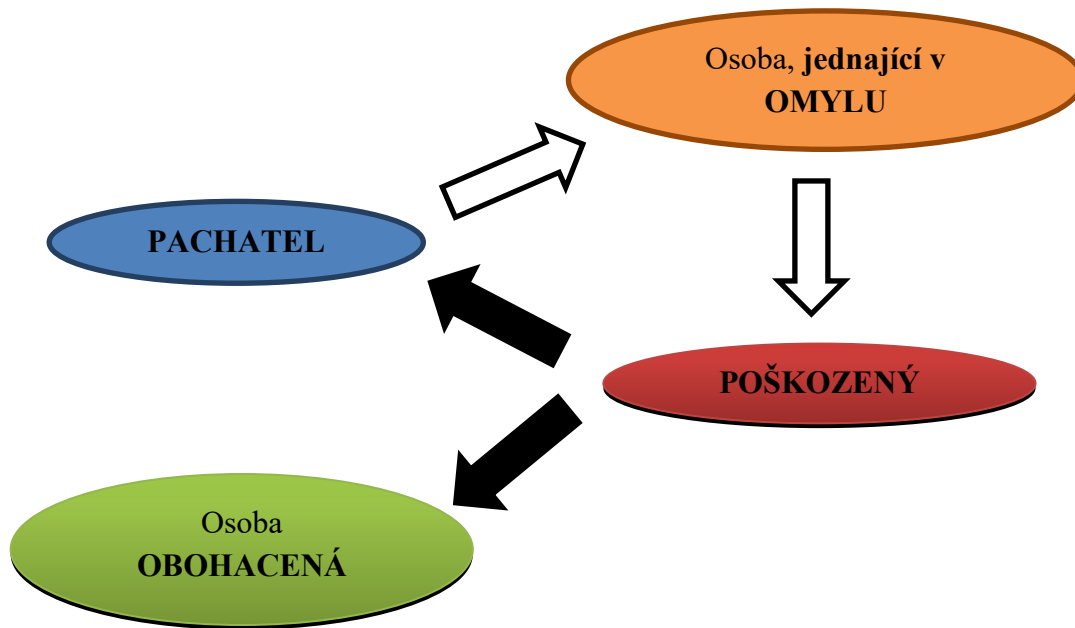 Osoba, jednající v
OMYLU
PACHATEL
POŠKOZENÝ
Osoba
OBOHACENÁ